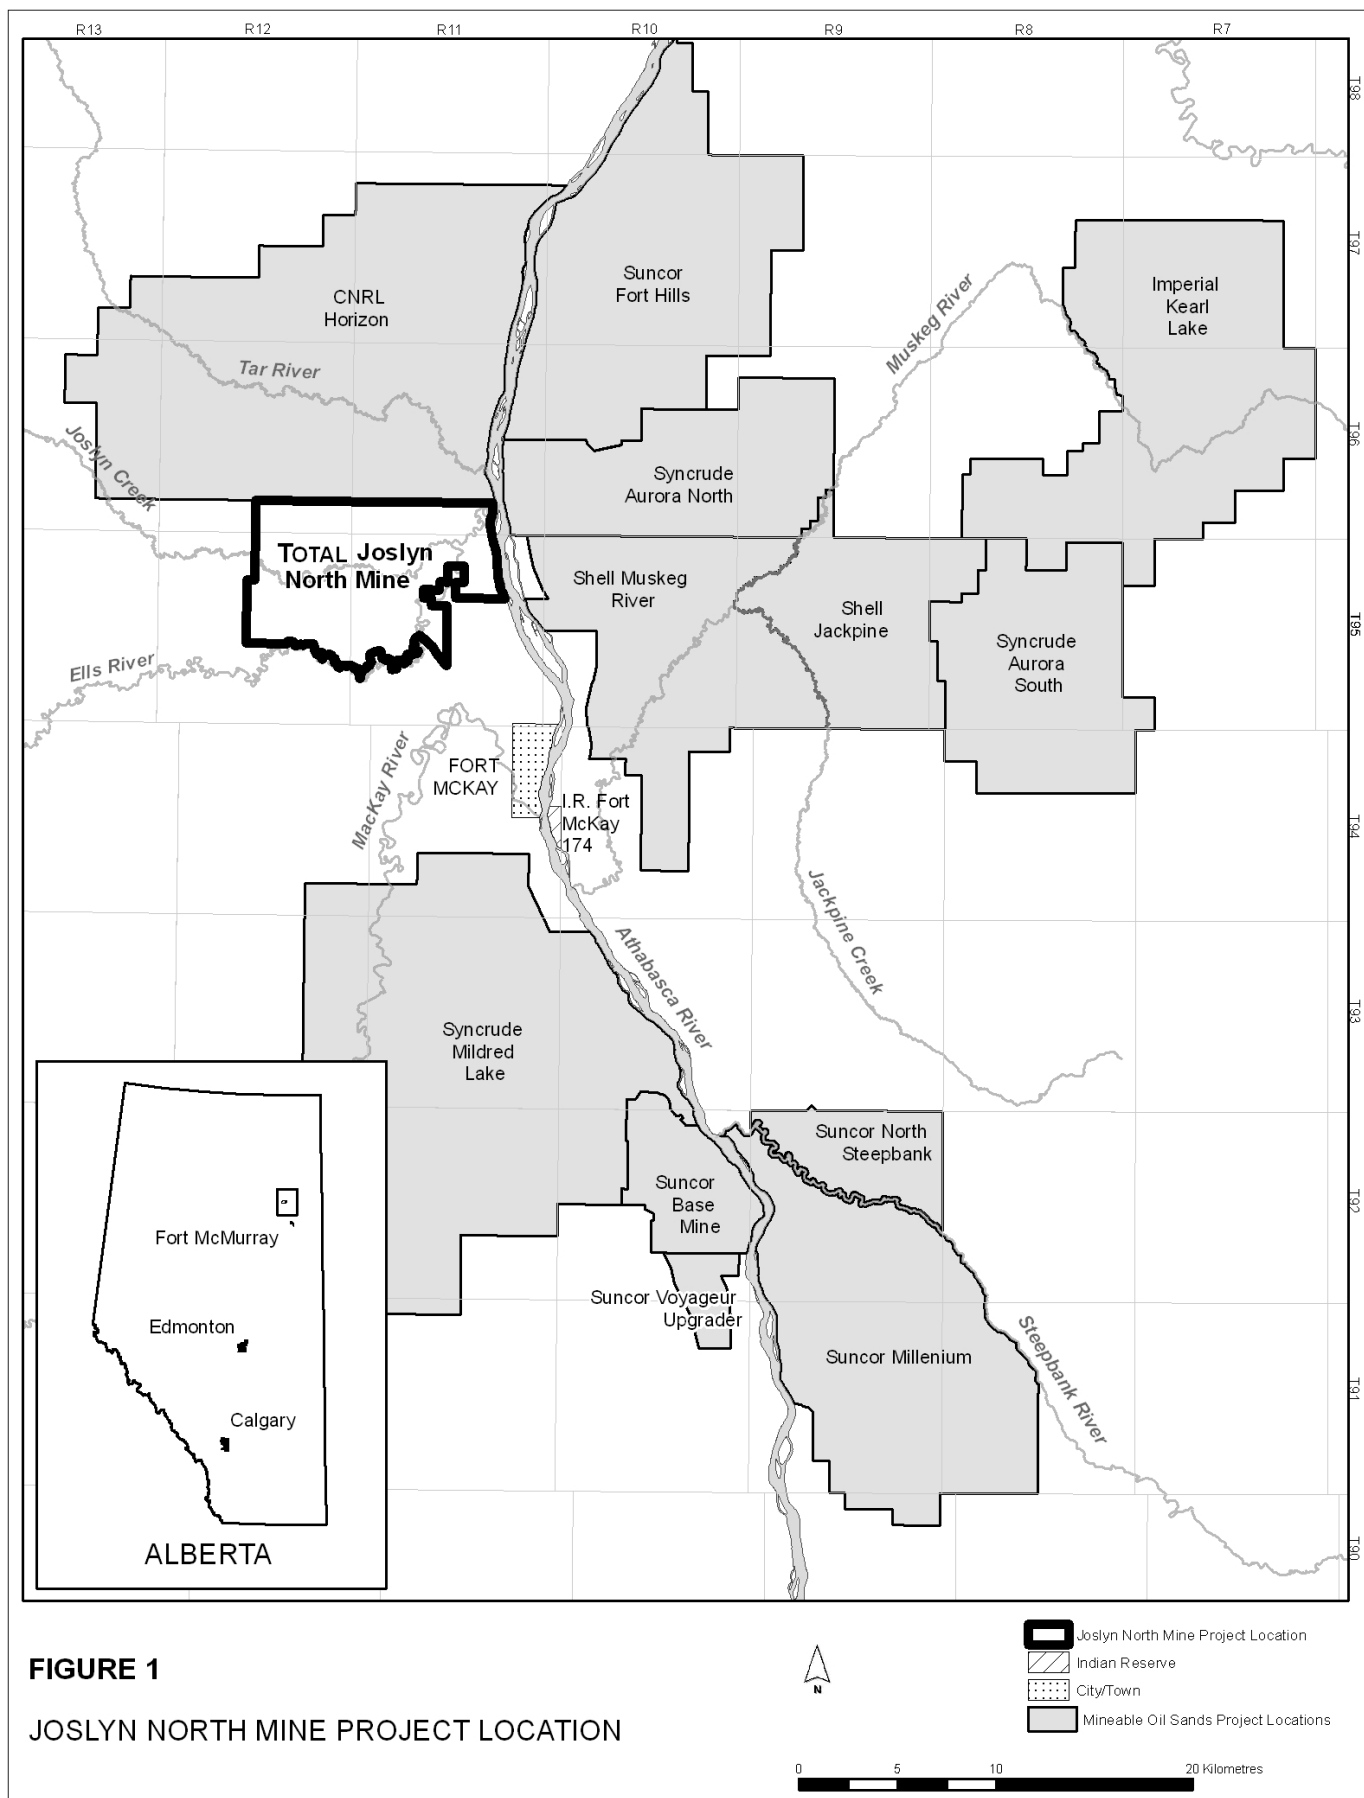 R13 R12 R11 R10 R9 R8 R7
T98
T97
T96
T95
T94
T93
T92
T91
T90
CNRL
Horizon
Suncor
Fort Hills
Imperial
Kearl
Lake
Muskeg River
Tar River
Joslyn Creek
Syncrude
Aurora North
TOTAL Joslyn
North Mine
Shell Muskeg
River
Shell
Jackpine
Syncrude
Aurora
South
Ells River
MacKay River
FORT
MCKAY
I.R. Fort
McKay
174
Jackpine Creek
Athabasca River
Syncrude
Mildred
Lake
Suncor North
Steepbank
Suncor
Base
Mine
Suncor Voyageur
Upgrader
Suncor Millenium
Steepbank River
Fort McMurray
Edmonton
Calgary
ALBERTA
FIGURE 1
JOSLYN NORTH MINE PROJECT LOCATION
N
Joslyn North Mine Project Location
Indian Reserve
City/Town
Mineable Oil Sands Project Locations
0 5 10 20 Kilometres